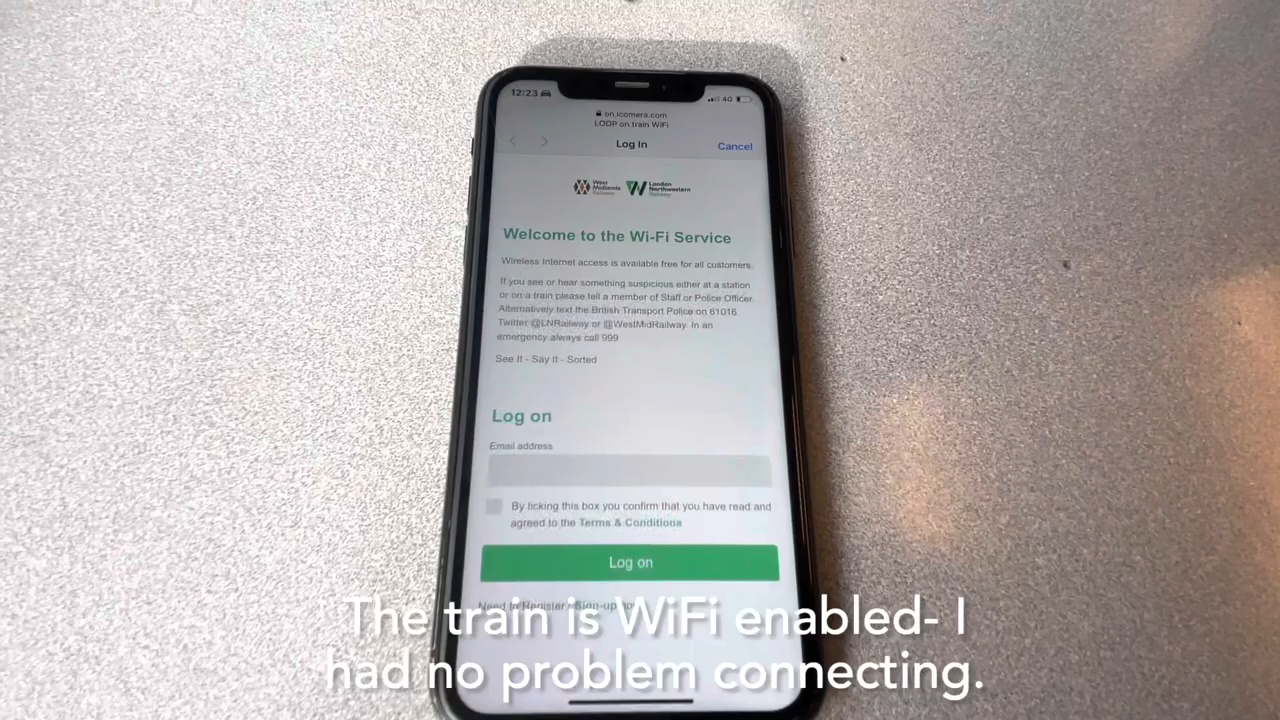 12:23
4G
on.icomera.com
LOOP on train WiFi
Log In
Cancel
West Midlands Railway
London Northwestern Railway
Welcome to the Wi-Fi Service
Wireless Internet access is available free for all customers.
If you see or hear something suspicious either at a station
or on a train please tell a member of Staff or Police Officer.
Alternatively text the British Transport Police on 61016
Twitter @LNRailway or @WestMidRailway. In an
emergency always call 999
See It - Say It - Sorted
Log on
Email address
By ticking this box you confirm that you have read and
agreed to the Terms & Conditions
Log on
Need to Register? Sign-up
The train is WiFi enabled- I
had no problem connecting.